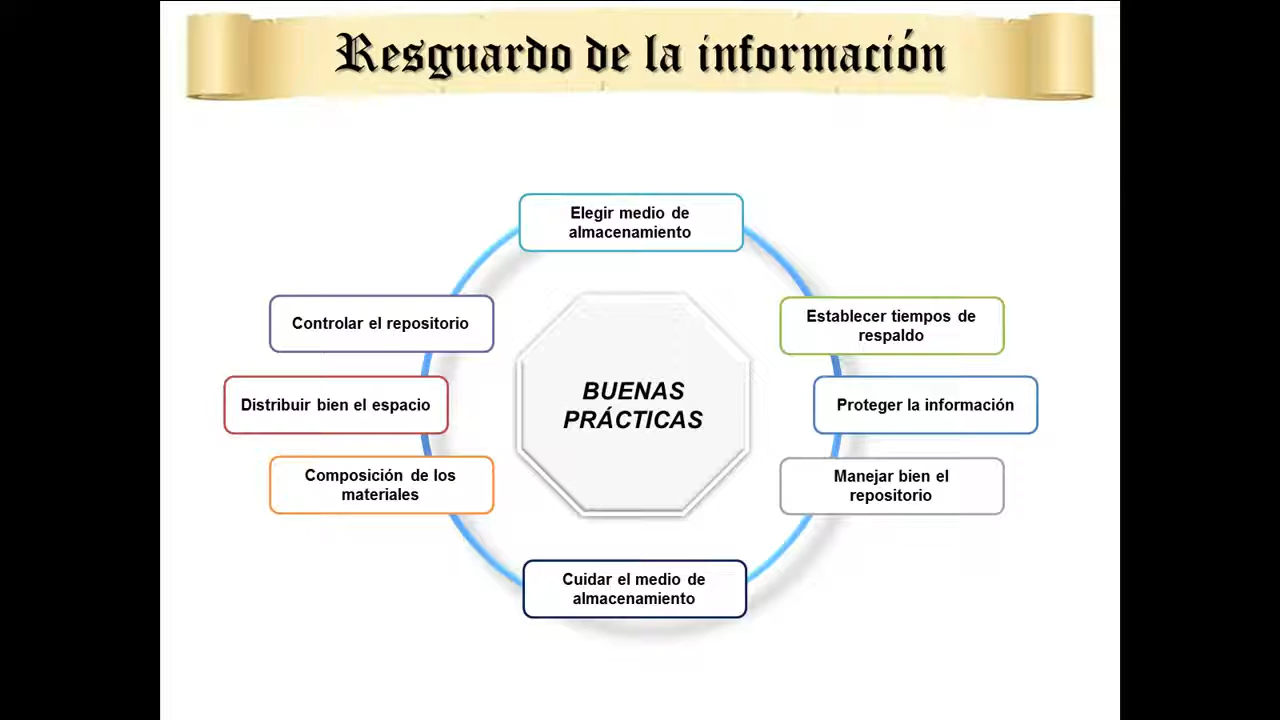 Resguardo de la información
Elegir medio de
almacenamiento
Controlar el repositorio
Establecer tiempos de
respaldo
Distribuir bien el espacio
BUENAS
PRÁCTICAS
Proteger la información
Composición de los
materiales
Manejar bien el
repositorio
Cuidar el medio de
almacenamiento